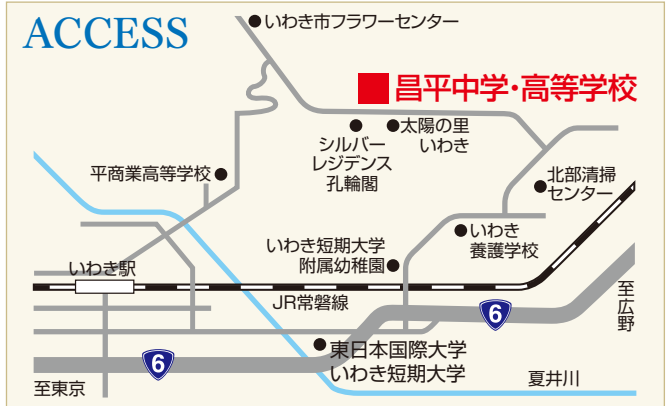 ACCESS
いわき市フラワーセンター
昌平中学・高等学校
シルバー
レジデンス
孔輪閣
太陽の里
いわき
平商業高等学校
北部清掃
センター
いわき
養護学校
いわき短期大学
附属幼稚園
いわき駅
JR常磐線
至広野
6
東日本国際大学
いわき短期大学
6
夏井川
至東京